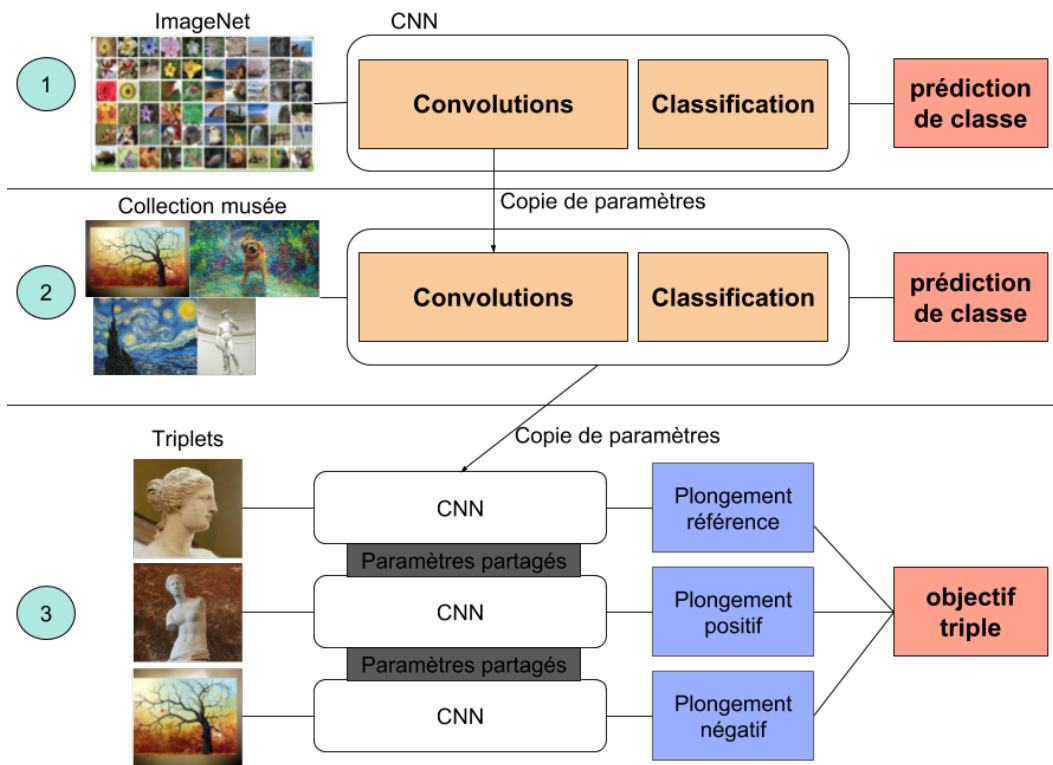 ImageNet
CNN
1
Convolutions
Classification
prédiction
de classe
Copie de paramètres
Collection musée
2
Convolutions
Classification
prédiction
de classe
Copie de paramètres
Triplets
CNN
Plongement
référence
Paramètres partagés
3
CNN
Plongement
positif
objectif
triple
Paramètres partagés
CNN
Plongement
négatif